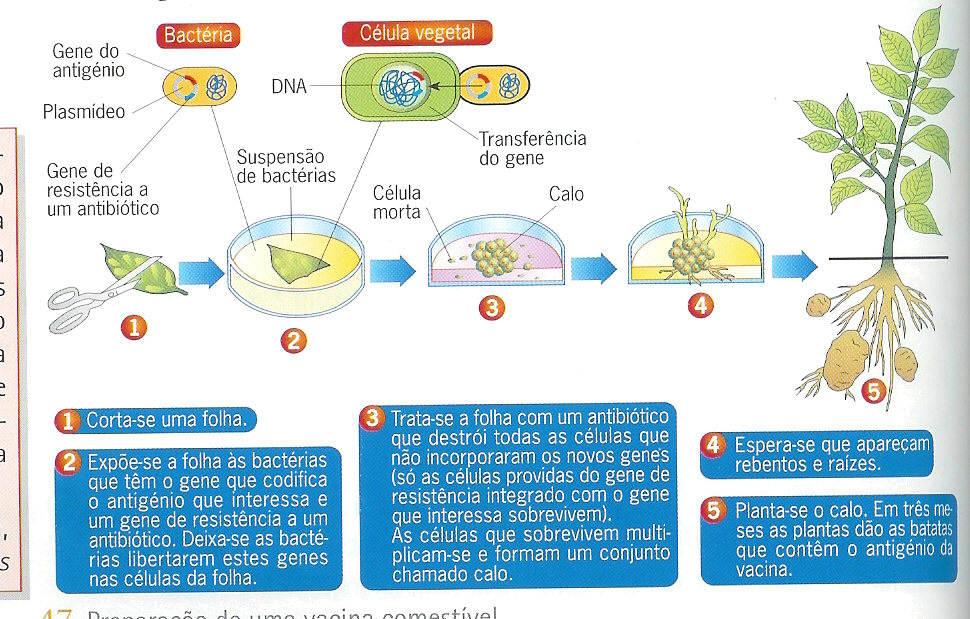 Bactéria
Célula vegetal
Gene do
antigénio
Plasmídeo
DNA
Transferência
do gene
Gene de
resistência a
um antibiótico
Suspensão
de bactérias
Célula
morta
Calo
1
2
3
4
5
1 Corta-se uma folha.
2 Expõe-se a folha às bactérias
que têm o gene que codifica
o antigénio que interessa e
um gene de resistência a um
antibiótico. Deixa-se as bacté-
rias libertarem estes genes
nas células da folha.
3 Trata-se a folha com um antibiótico
que destrói todas as células que
não incorporaram os novos genes
(só as células providas do gene de
resistência integrado com o gene
que interessa sobrevivem).
As células que sobrevivem multi-
plicam-se e formam um conjunto
chamado calo.
4 Espera-se que apareçam
rebentos e raízes.
5 Planta-se o calo. Em três me-
ses as plantas dão as batatas
que contêm o antigénio da
vacina.
47 Preparação de uma vacina comestível